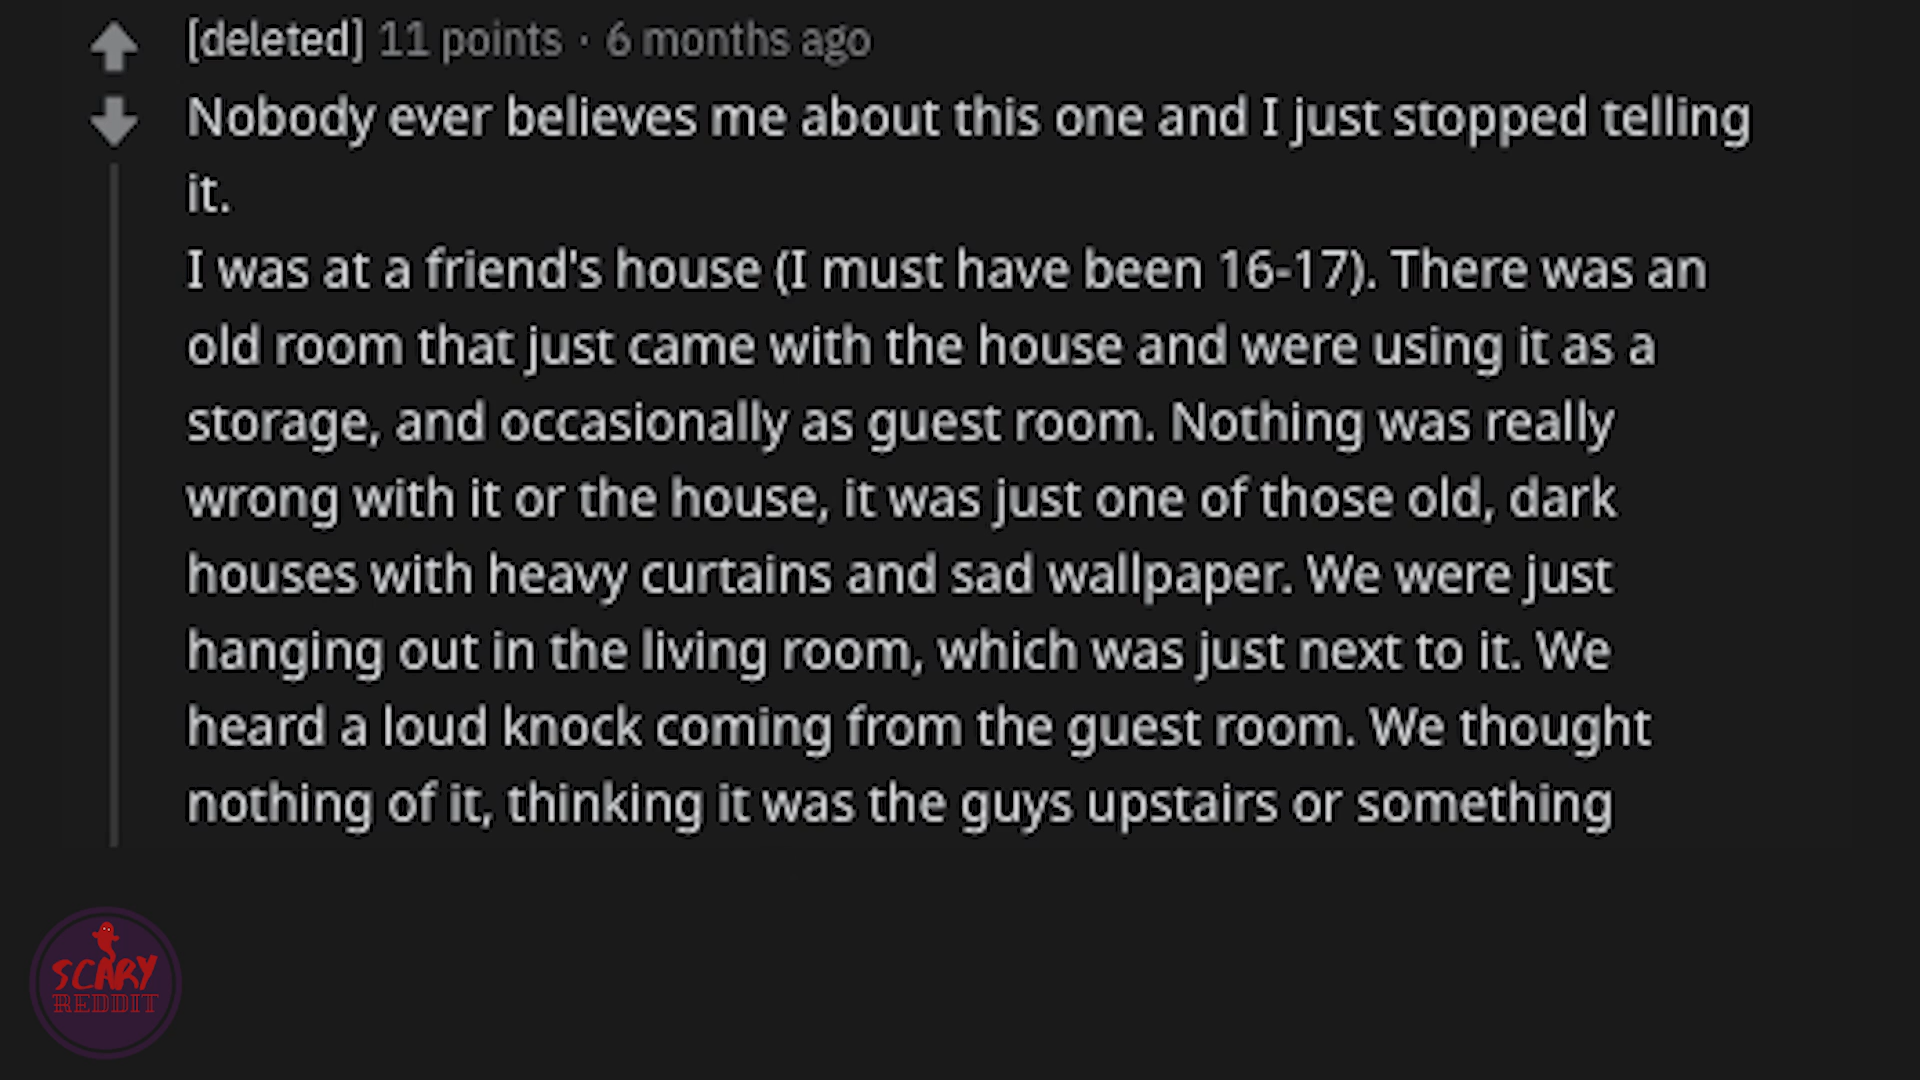 [deleted] 11 points · 6 months ago
Nobody ever believes me about this one and I just stopped telling
it.
I was at a friend's house (I must have been 16-17). There was an
old room that just came with the house and were using it as a
storage, and occasionally as guest room. Nothing was really
wrong with it or the house, it was just one of those old, dark
houses with heavy curtains and sad wallpaper. We were just
hanging out in the living room, which was just next to it. We
heard a loud knock coming from the guest room. We thought
nothing of it, thinking it was the guys upstairs or something
SCARY
REDDIT